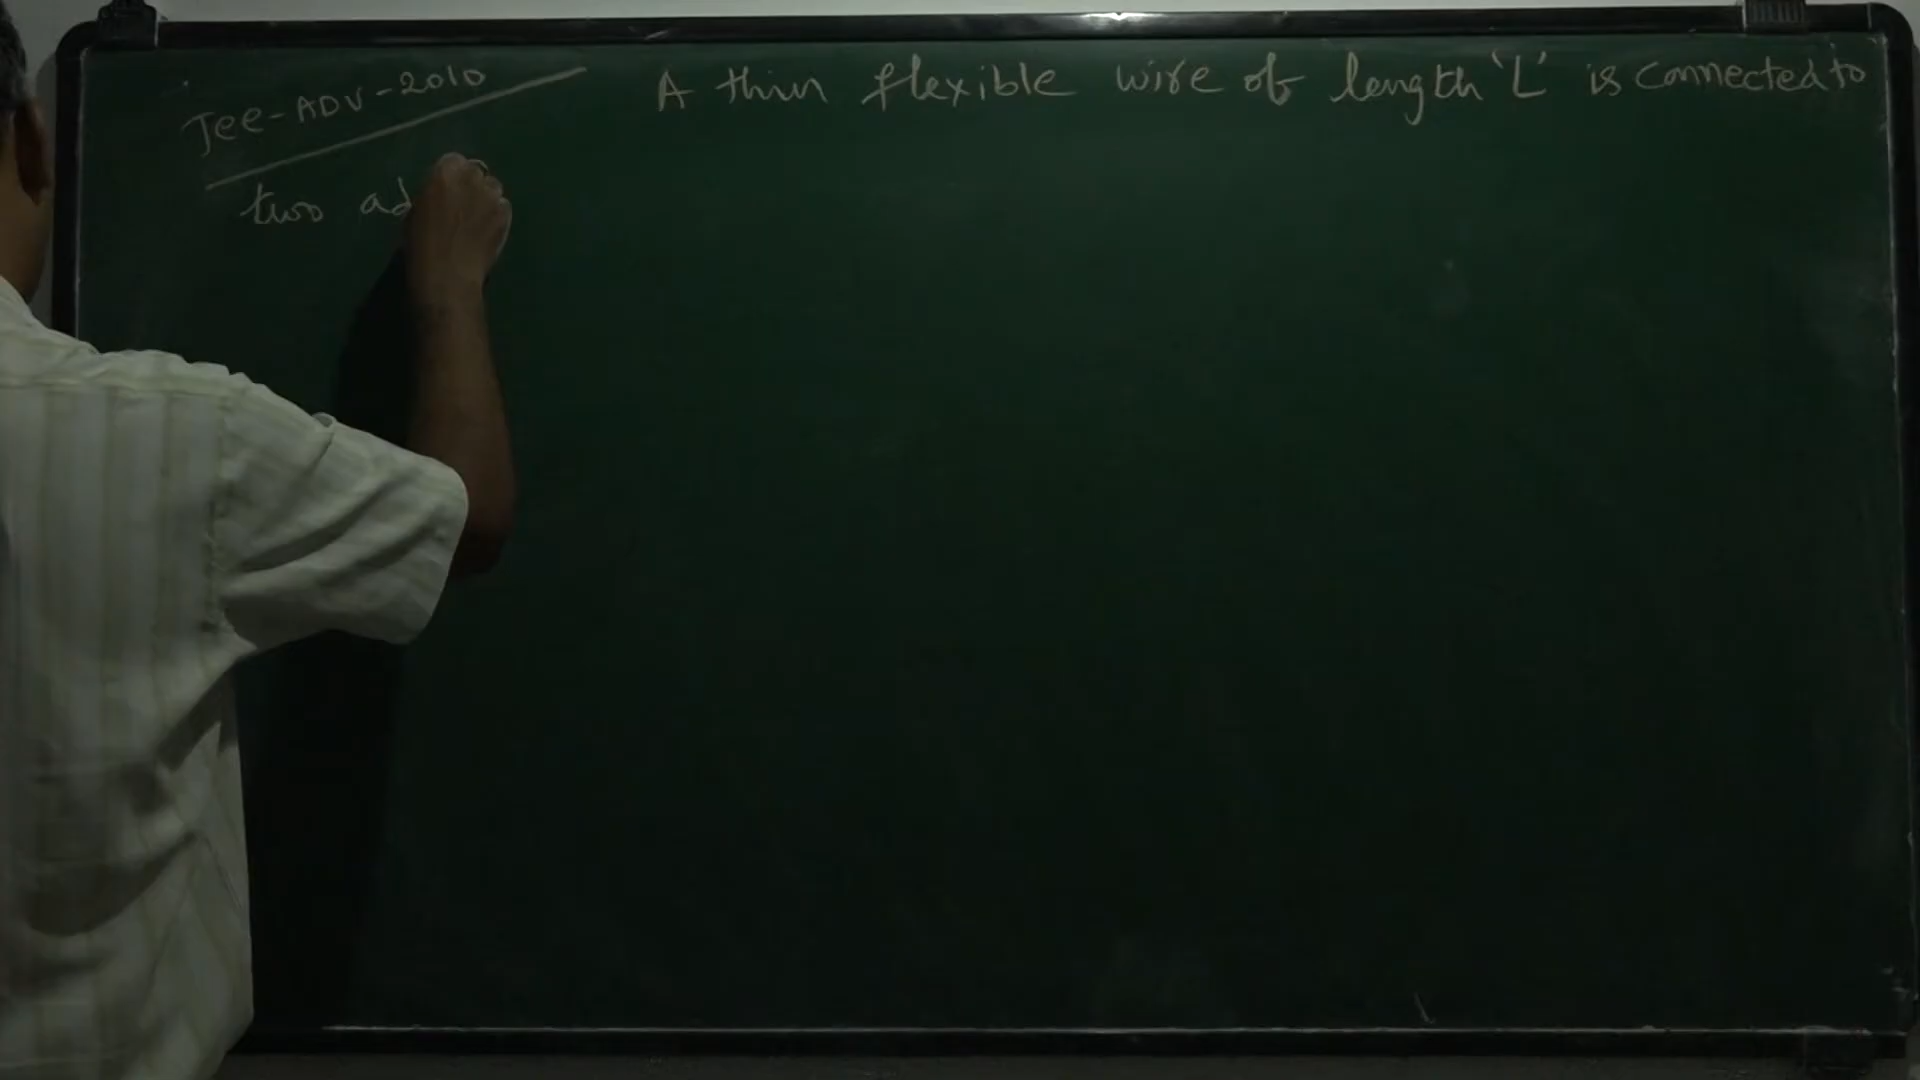 Jee-ADV-2010
A thin flexible wire of length 'L' is connected to
two ad